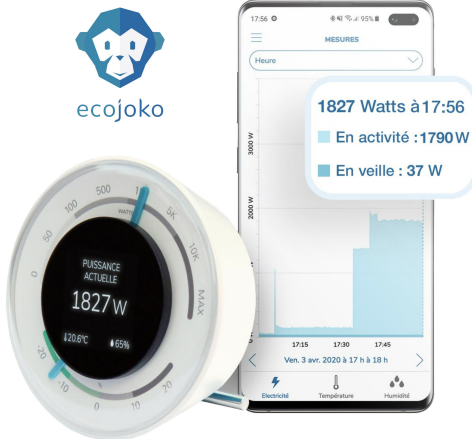 ecojoko
17:56
95%
MESURES
Heure
1827 Watts à 17:56
En activité : 1790 W
En veille : 37 W
3000 W
2000 W
17:15 17:30 17:45
Ven. 3 avr. 2020 à 17 h à 18 h
Electricité Température Humidité
0 50 100 500 5K 10K MAX
WATTS
PUISSANCE
ACTUELLE
1827 W
20.6°C 65%
-20 -10 0 10 20